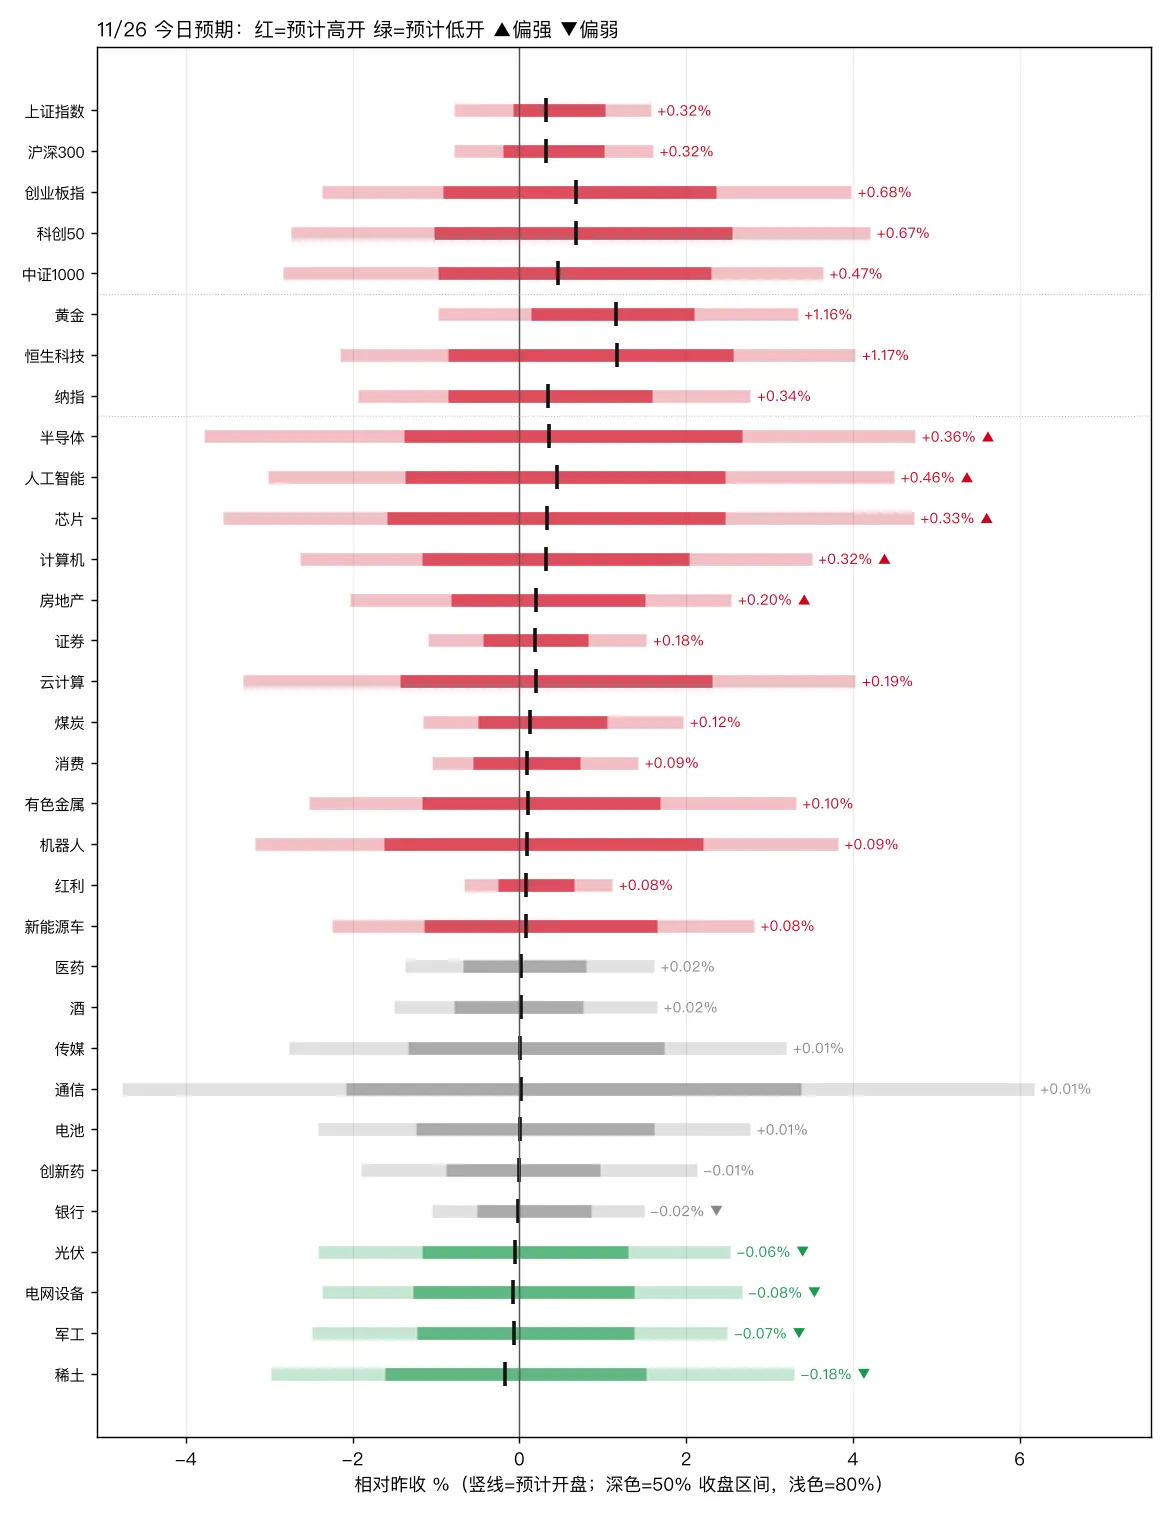 11/26 今日预期：红=预计高开 绿=预计低开 ▲偏强 ▼偏弱
上证指数 +0.32%
沪深300 +0.32%
创业板指 +0.68%
科创50 +0.67%
中证1000 +0.47%
黄金 +1.16%
恒生科技 +1.17%
纳指 +0.34%
半导体 +0.36% ▲
人工智能 +0.46% ▲
芯片 +0.33% ▲
计算机 +0.32% ▲
房地产 +0.20% ▲
证券 +0.18%
云计算 +0.19%
煤炭 +0.12%
消费 +0.09%
有色金属 +0.10%
机器人 +0.09%
红利 +0.08%
新能源车 +0.08%
医药 +0.02%
酒 +0.02%
传媒 +0.01%
通信 +0.01%
电池 +0.01%
创新药 −0.01%
银行 −0.02% ▼
光伏 −0.06% ▼
电网设备 −0.08% ▼
军工 −0.07% ▼
稀土 −0.18% ▼
−4 −2 0 2 4 6
相对昨收 %（竖线=预计开盘；深色=50% 收盘区间，浅色=80%）